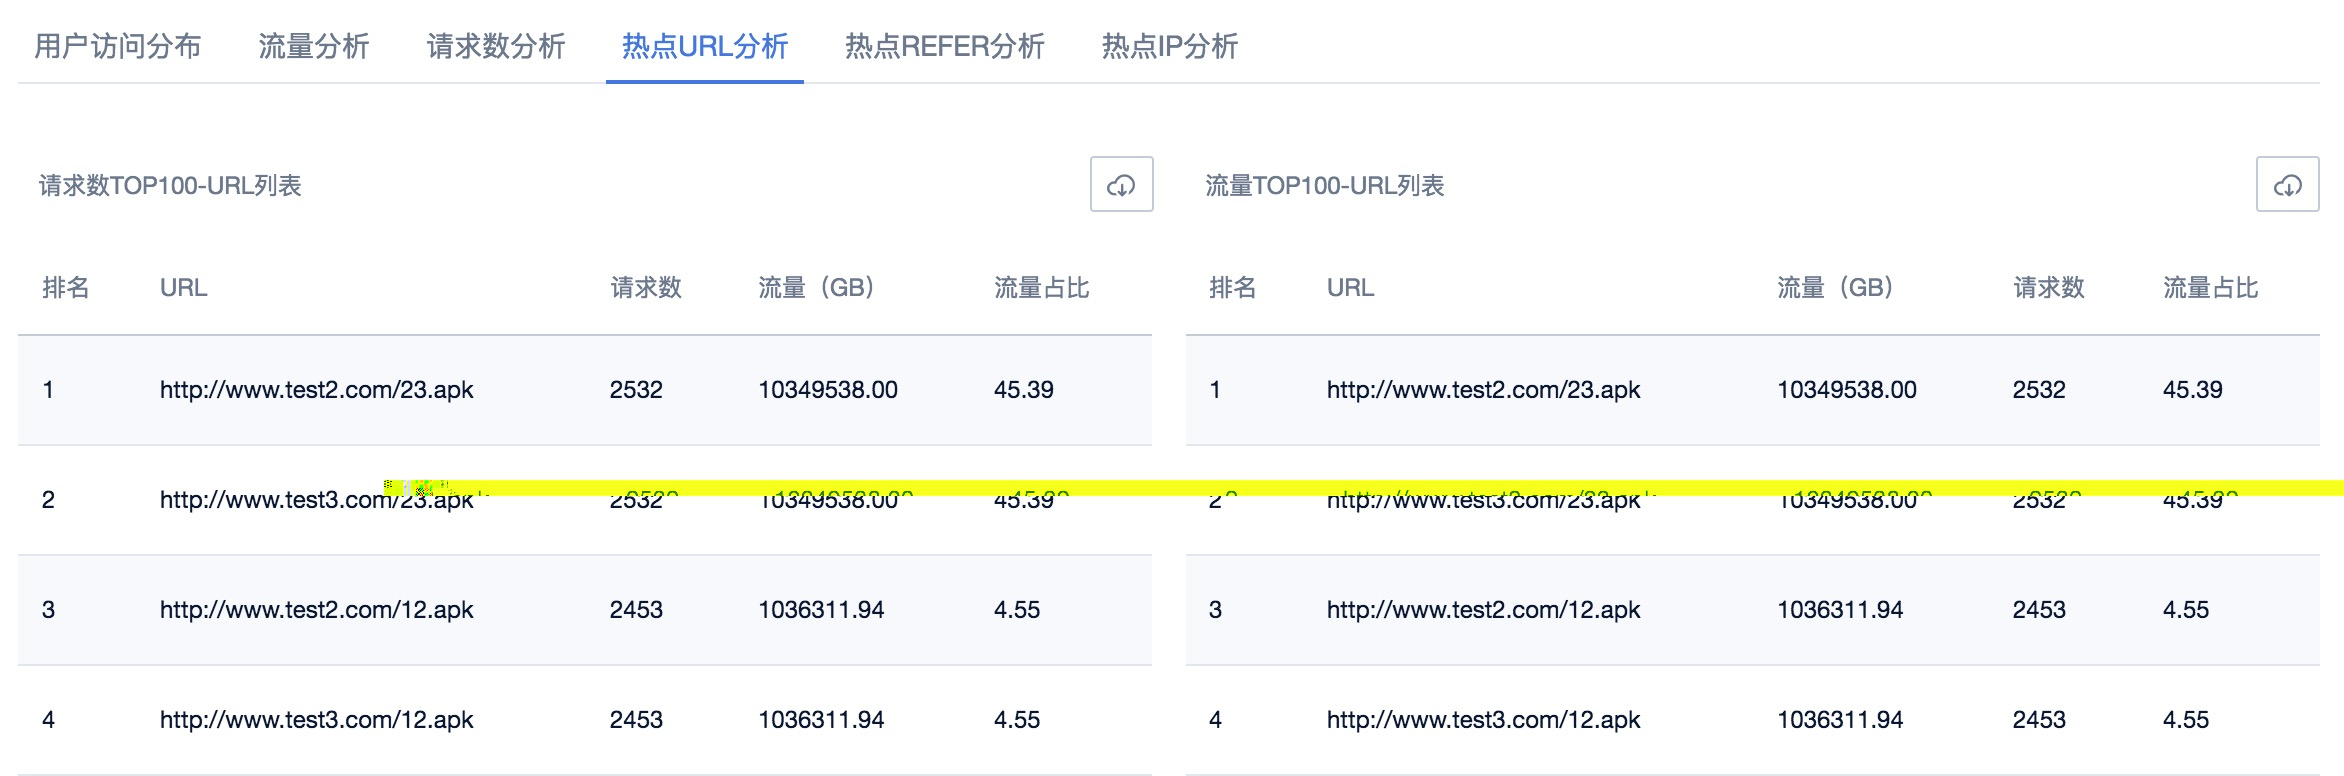 用户访问分布 流量分析 请求数分析 热点URL分析 热点REFER分析 热点IP分析
请求数TOP100-URL列表
排名 URL 请求数 流量（GB） 流量占比
1 http://www.test2.com/23.apk 2532 10349538.00 45.39
2 http://www.test3.com/23.apk 2532 10349538.00 45.39
3 http://www.test2.com/12.apk 2453 1036311.94 4.55
4 http://www.test3.com/12.apk 2453 1036311.94 4.55
流量TOP100-URL列表
排名 URL 流量（GB） 请求数 流量占比
1 http://www.test2.com/23.apk 10349538.00 2532 45.39
2 http://www.test3.com/23.apk 10349538.00 2532 45.39
3 http://www.test2.com/12.apk 1036311.94 2453 4.55
4 http://www.test3.com/12.apk 1036311.94 2453 4.55